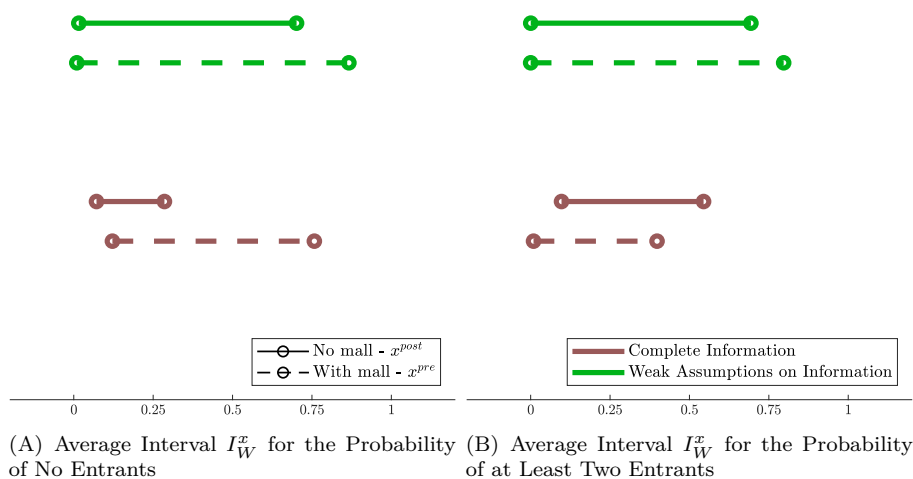 No mall - x^{post}
With mall - x^{pre}
Complete Information
Weak Assumptions on Information
0 0.25 0.5 0.75 1
0 0.25 0.5 0.75 1
(A) Average Interval I_W^x for the Probability
of No Entrants
(B) Average Interval I_W^x for the Probability
of at Least Two Entrants